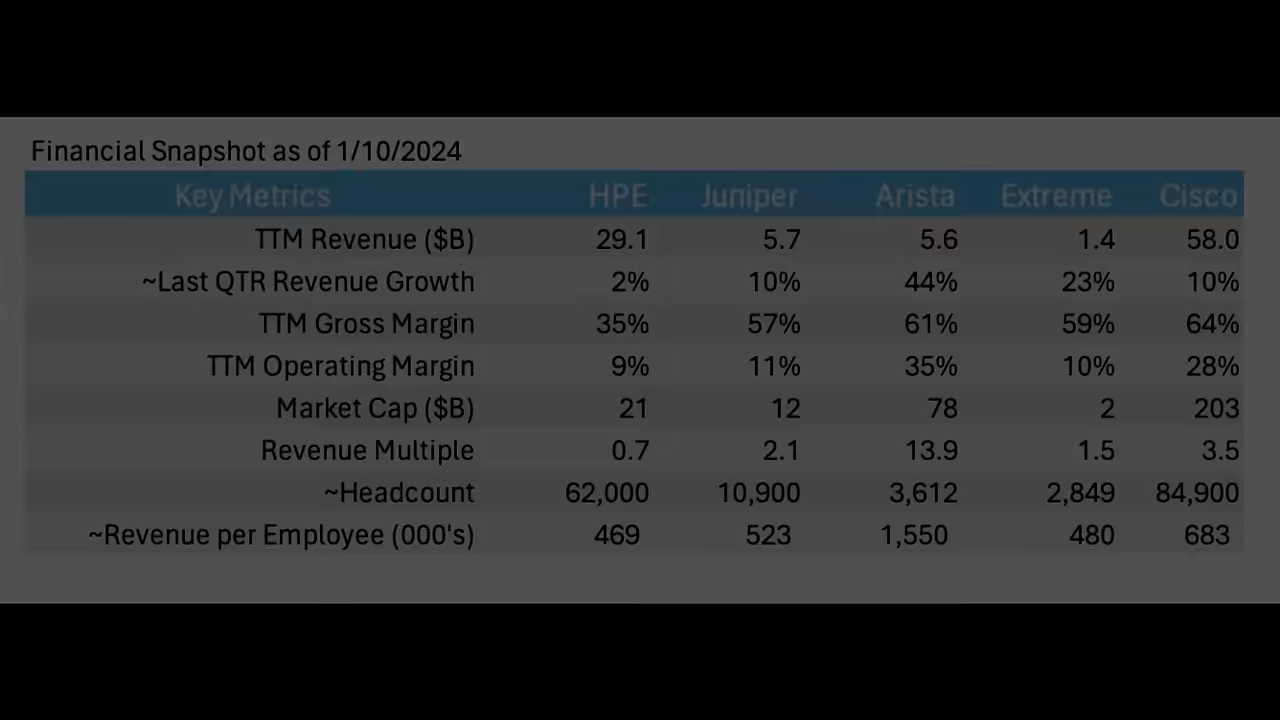 Financial Snapshot as of 1/10/2024
Key Metrics HPE Juniper Arista Extreme Cisco
TTM Revenue ($B) 29.1 5.7 5.6 1.4 58.0
~Last QTR Revenue Growth 2% 10% 44% 23% 10%
TTM Gross Margin 35% 57% 61% 59% 64%
TTM Operating Margin 9% 11% 35% 10% 28%
Market Cap ($B) 21 12 78 2 203
Revenue Multiple 0.7 2.1 13.9 1.5 3.5
~Headcount 62,000 10,900 3,612 2,849 84,900
~Revenue per Employee (000's) 469 523 1,550 480 683